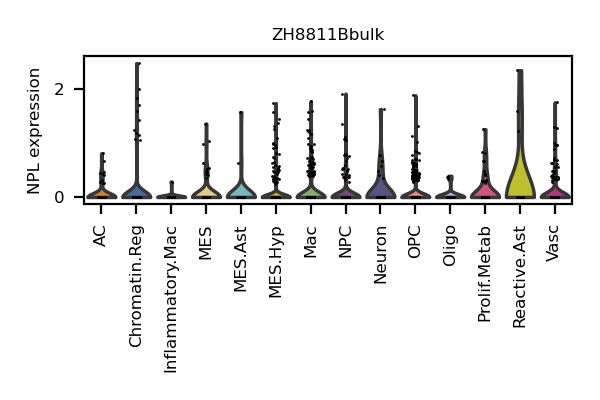 ZH8811Bbulk
NPL expression
2
0
AC
Chromatin.Reg
Inflammatory.Mac
MES
MES.Ast
MES.Hyp
Mac
NPC
Neuron
OPC
Oligo
Prolif.Metab
Reactive.Ast
Vasc